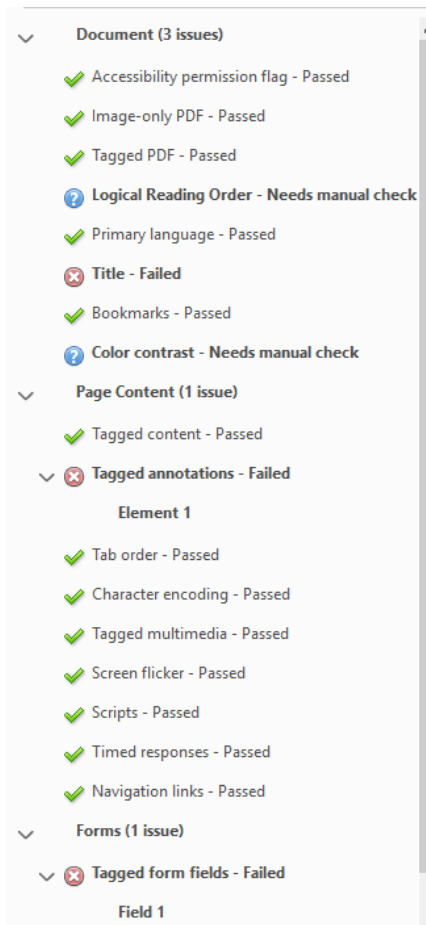 Document (3 issues)
Accessibility permission flag - Passed
Image-only PDF - Passed
Tagged PDF - Passed
Logical Reading Order - Needs manual check
Primary language - Passed
Title - Failed
Bookmarks - Passed
Color contrast - Needs manual check
Page Content (1 issue)
Tagged content - Passed
Tagged annotations - Failed
Element 1
Tab order - Passed
Character encoding - Passed
Tagged multimedia - Passed
Screen flicker - Passed
Scripts - Passed
Timed responses - Passed
Navigation links - Passed
Forms (1 issue)
Tagged form fields - Failed
Field 1